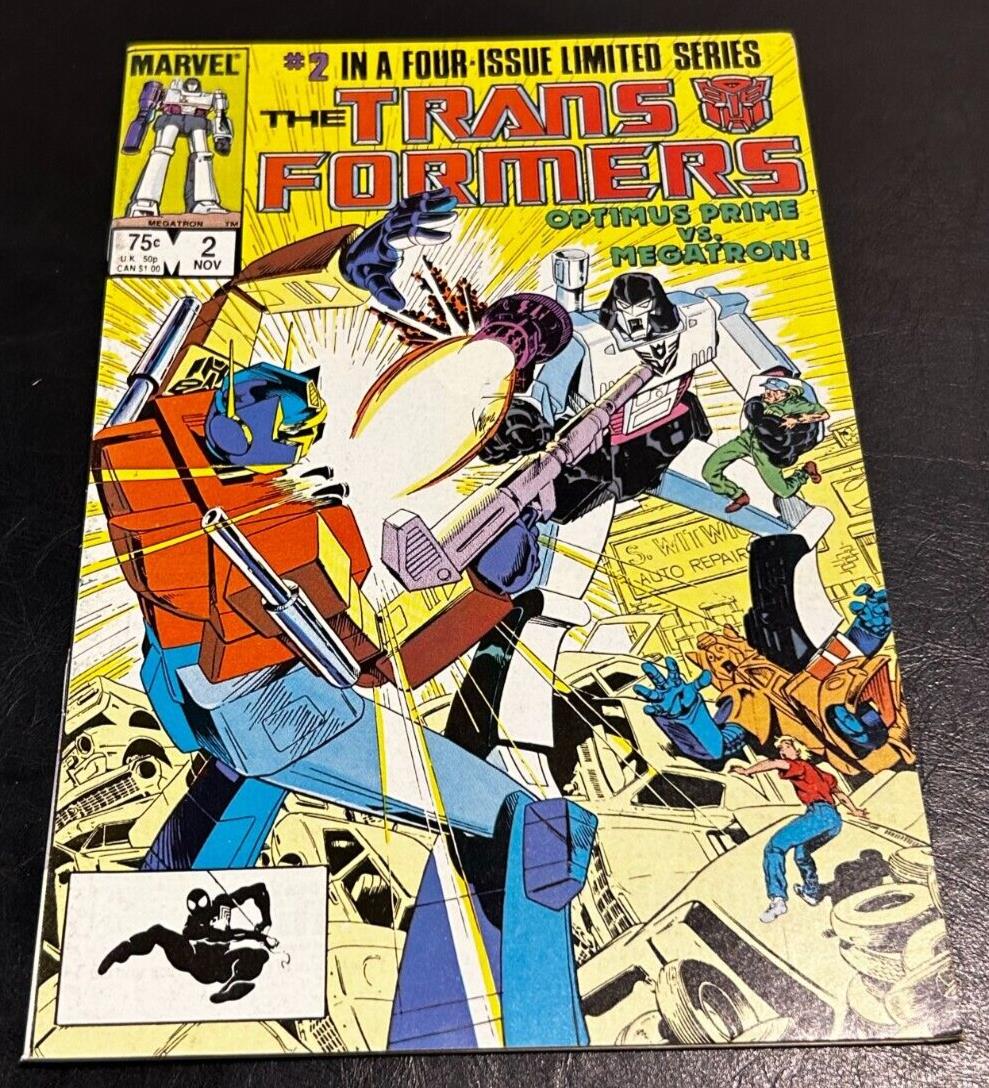 MARVEL
#2 IN A FOUR-ISSUE LIMITED SERIES
THE TRANS
FORMERS
MEGATRON TM
OPTIMUS PRIME
VS.
MEGATRON!
75¢
U.K. 50p
CAN $1.00
2
NOV
S. WITWI
AUTO REPAIR